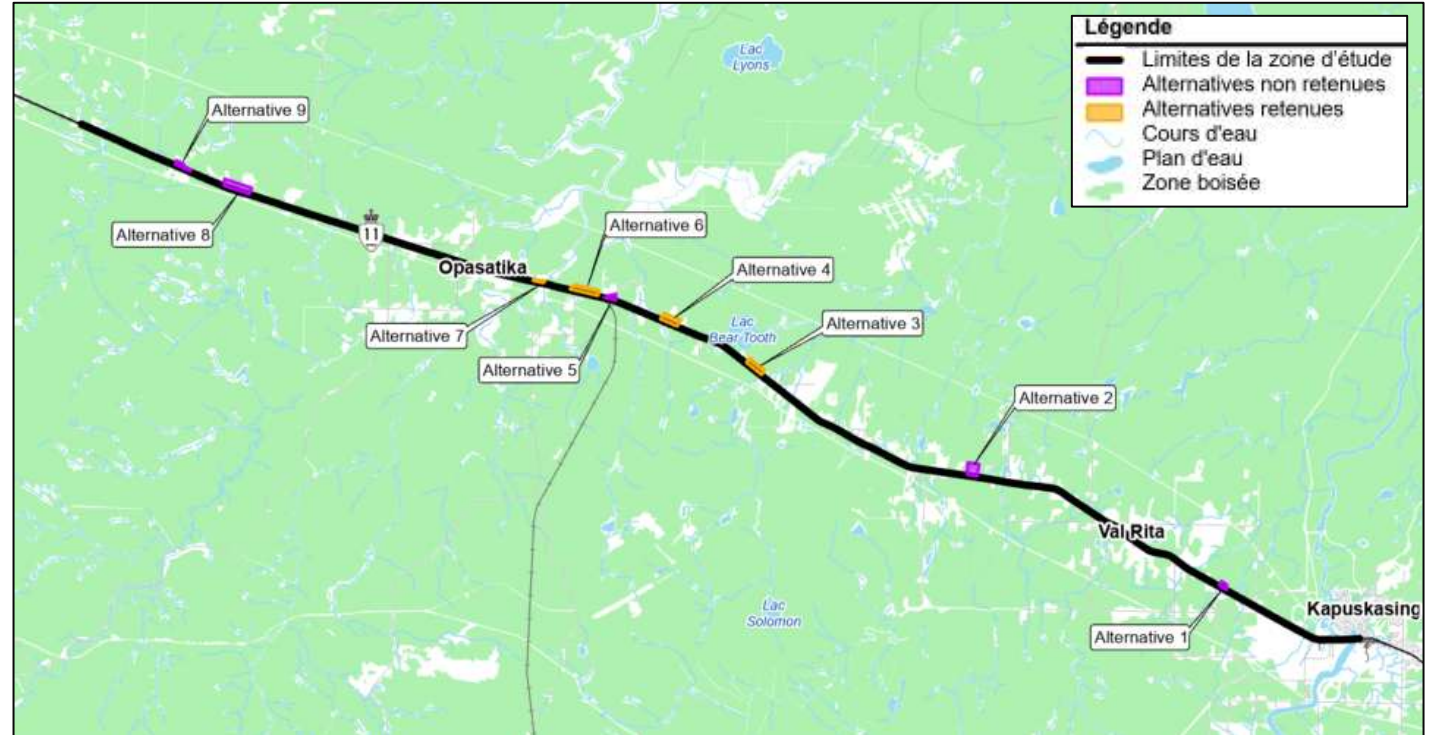 Légende
Limites de la zone d'étude
Alternatives non retenues
Alternatives retenues
Cours d'eau
Plan d'eau
Zone boisée
Lac
Lyons
Alternative 9
Alternative 8
11
Opasatika
Alternative 6
Alternative 7
Alternative 5
Alternative 4
Lac
Bear Tooth
Alternative 3
Alternative 2
Val Rita
Lac
Solomon
Alternative 1
Kapuskasing